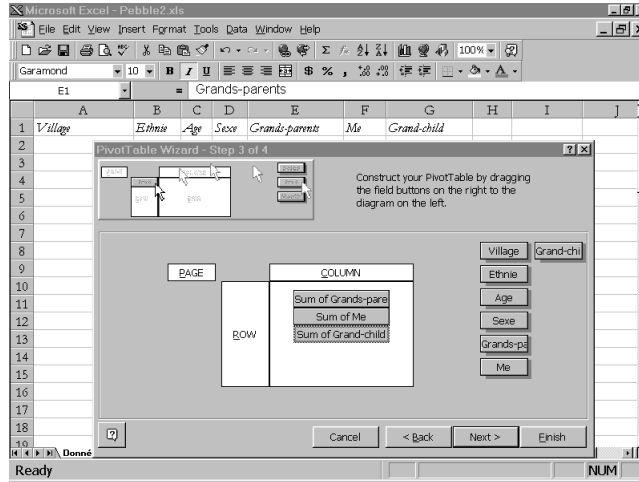 Microsoft Excel - Pebble2.xls
File Edit View Insert Format Tools Data Window Help
100%
Garamond 10 B I U $ % ,
E1 = Grands-parents
A B C D E F G H I J
1 Village Ethnie Age Sexe Grands-parents Me Grand-child
2
PivotTable Wizard - Step 3 of 4
3
4
5
6
7
8
9
10
11
12
13
14
15
16
17
18
19
Construct your PivotTable by dragging
the field buttons on the right to the
diagram on the left.
PAGE
COLUMN
ROW
Sum of Grands-pare
Sum of Me
Sum of Grand-child
Village Grand-chi
Ethnie
Age
Sexe
Grands-pa
Me
Cancel < Back Next > Finish
Donné
Ready NUM